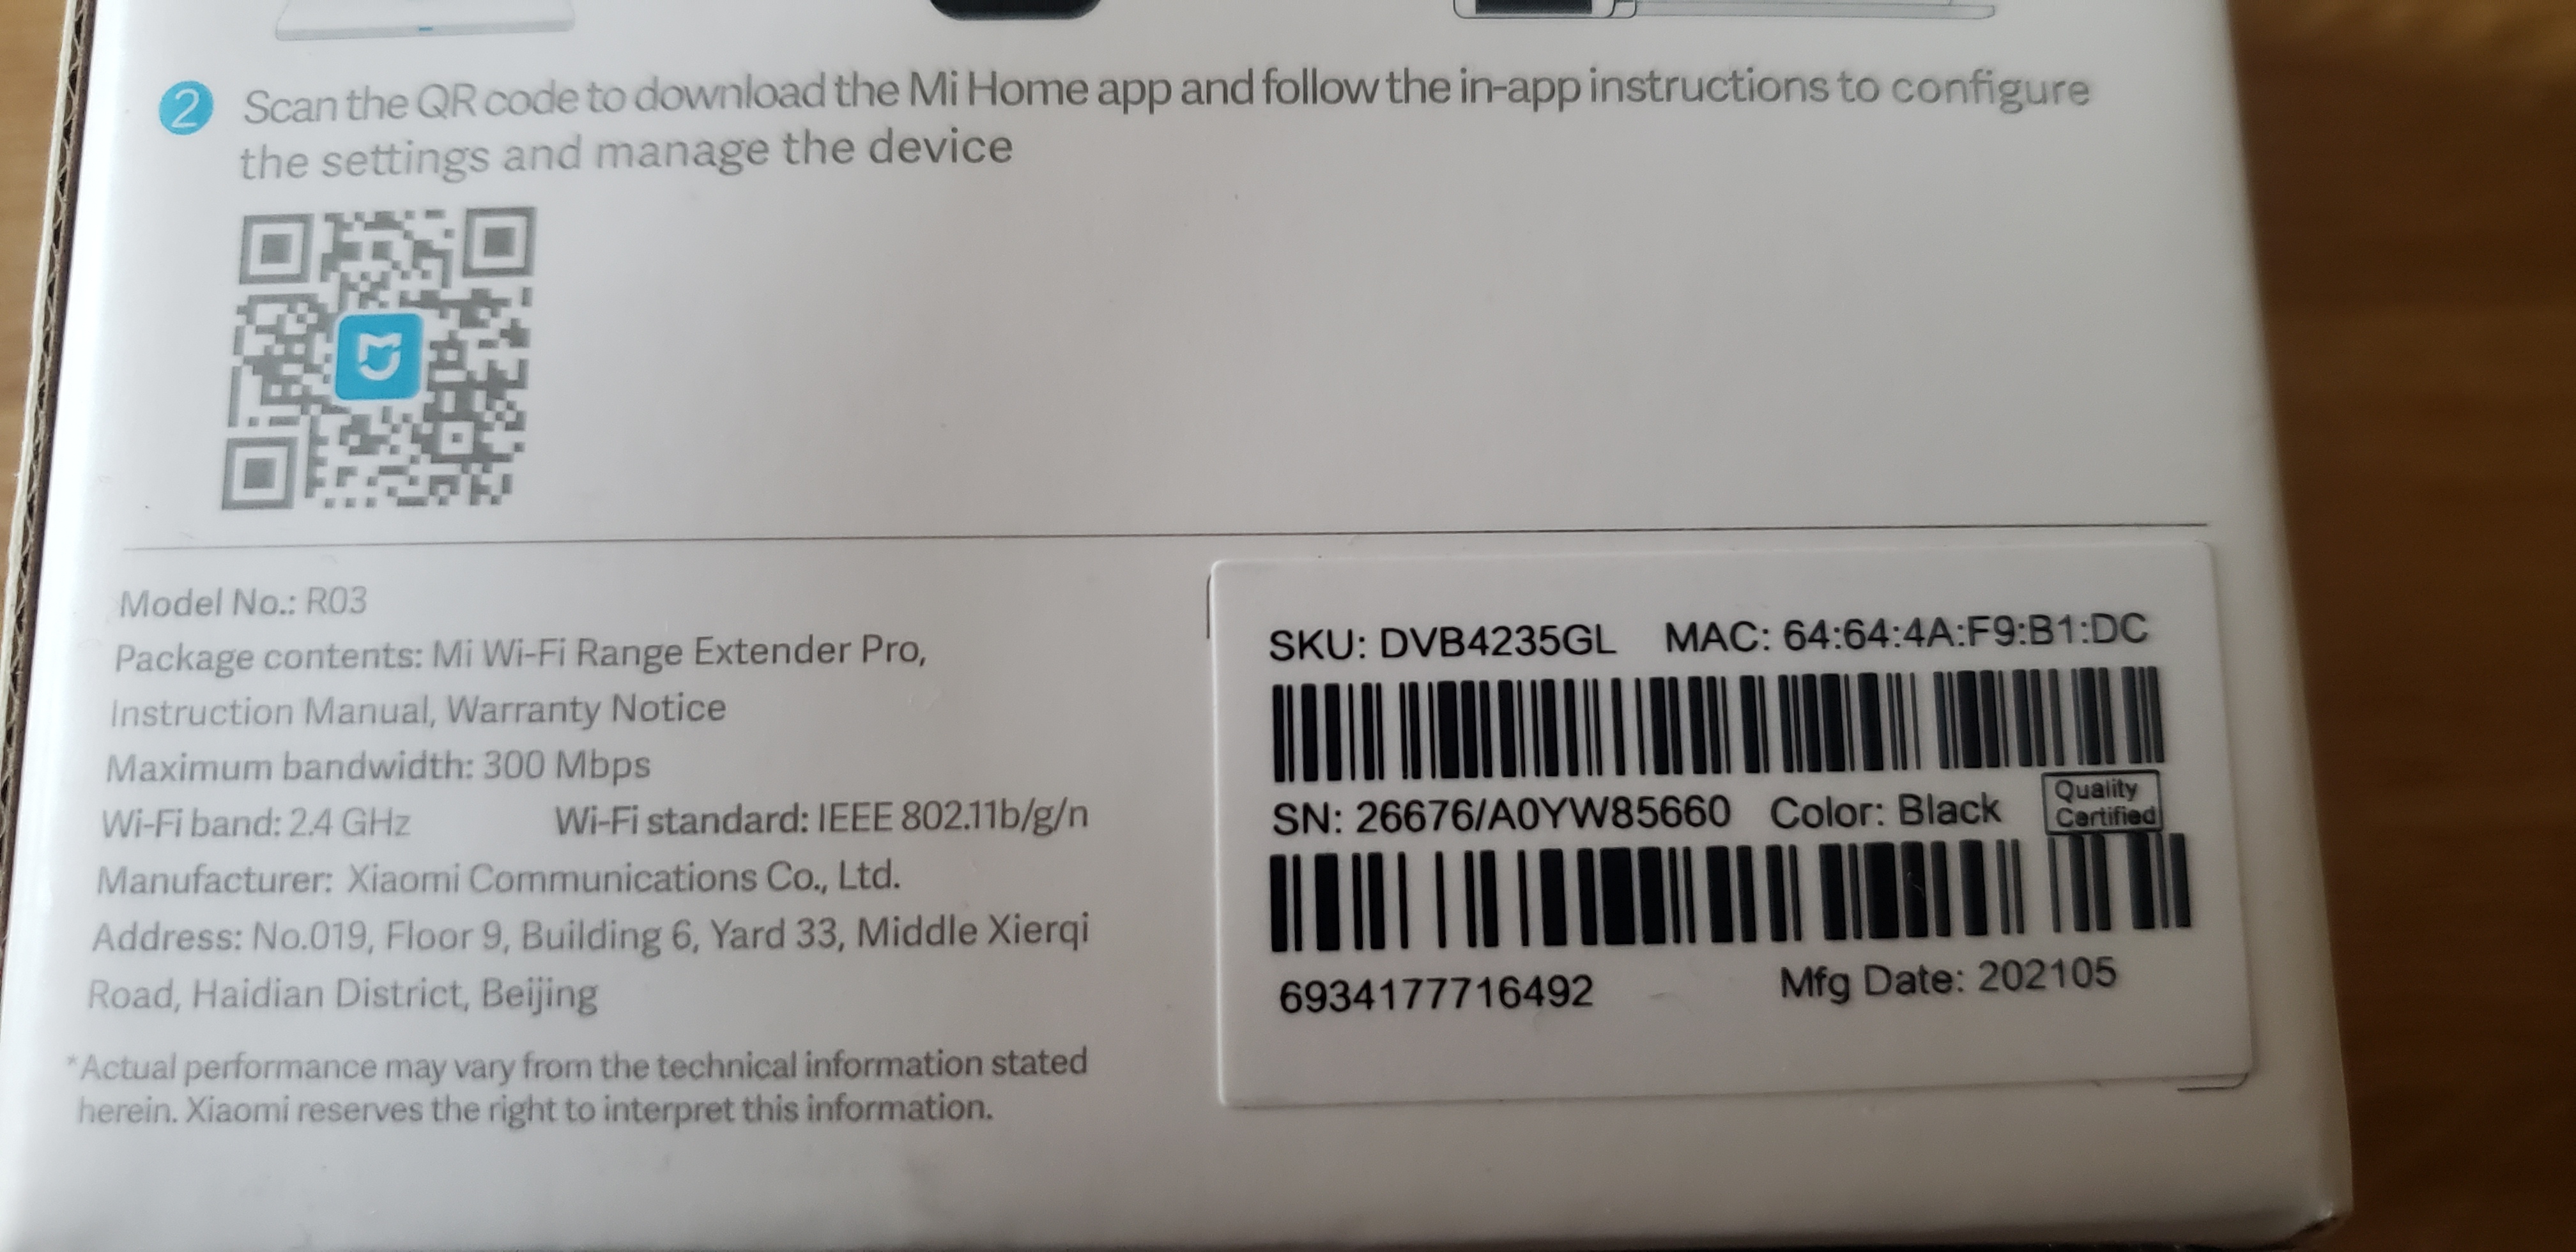 2 Scan the QR code to download the Mi Home app and follow the in-app instructions to configure
the settings and manage the device
Model No.: R03
Package contents: Mi Wi-Fi Range Extender Pro,
Instruction Manual, Warranty Notice
Maximum bandwidth: 300 Mbps
Wi-Fi band: 2.4 GHz Wi-Fi standard: IEEE 802.11b/g/n
Manufacturer: Xiaomi Communications Co., Ltd.
Address: No.019, Floor 9, Building 6, Yard 33, Middle Xierqi
Road, Haidian District, Beijing
*Actual performance may vary from the technical information stated
herein. Xiaomi reserves the right to interpret this information.
SKU: DVB4235GL MAC: 64:64:4A:F9:B1:DC
SN: 26676/A0YW85660 Color: Black Quality
Certified
6934177716492 Mfg Date: 202105